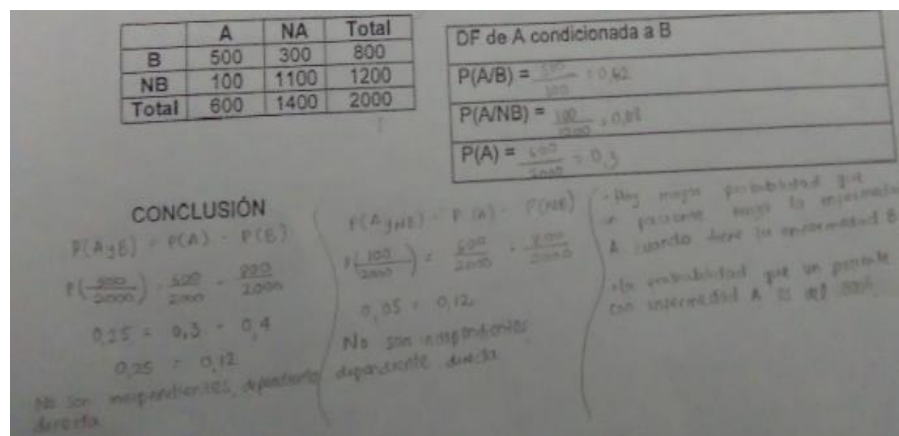 A NA Total
B 500 300 800
NB 100 1100 1200
Total 600 1400 2000
DF de A condicionada a B
P(A/B) = 500 = 0,62
P(A/NB) = 100/1200 = 0,08
P(A) = 600/2000 = 0,3
CONCLUSIÓN
P(A y B) = P(A) · P(B)
P(500/2000) = 600/2000 · 800/2000
0,25 = 0,3 · 0,4
0,25 = 0,12
No son independientes, dependiente
directa
P(A y NB) = P(A) · P(NB)
P(100/2000) = 600/2000 · 800/2000
0,05 = 0,12
No son independientes
dependiente directa
- Hay mayor probabilidad que
un paciente tenga la enfermedad
A cuando tiene la enfermedad B
- La probabilidad que un paciente
con enfermedad A es del